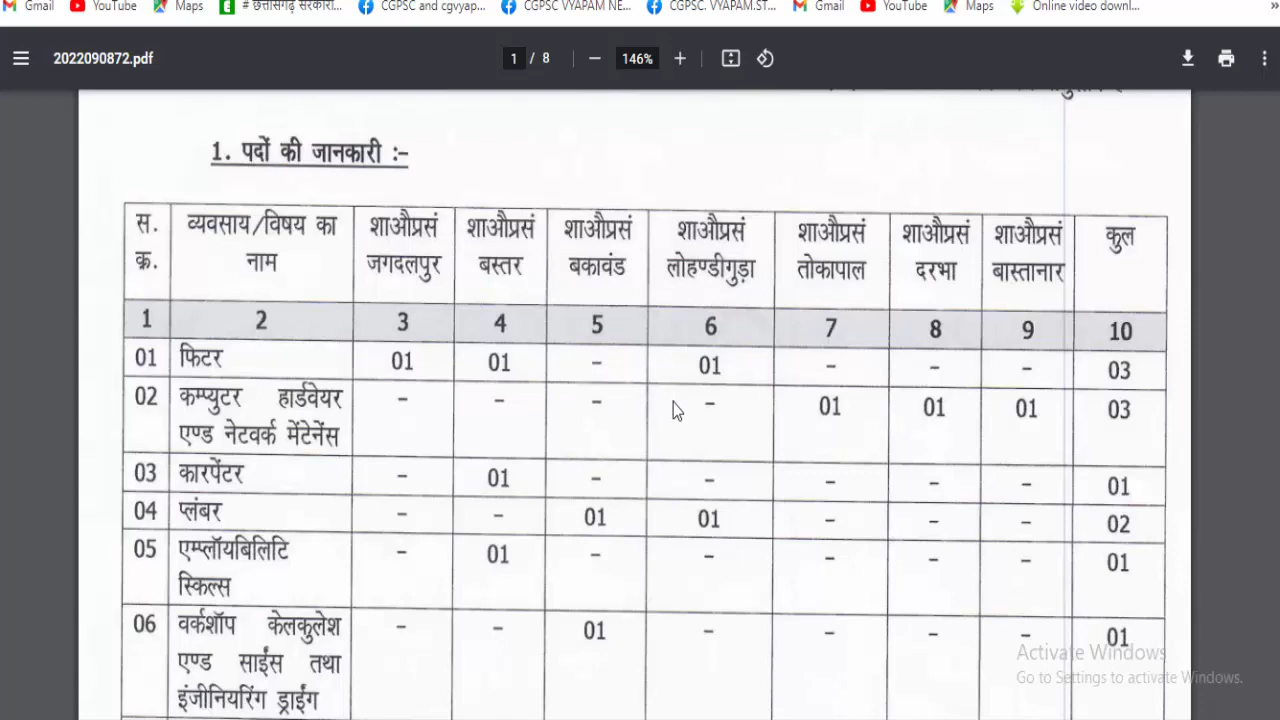 Gmail YouTube Maps # छत्तीसगढ़ सरकारी... CGPSC and cgvyap... CGPSC VYAPAM NE... CGPSC. VYAPAM.ST... Gmail YouTube Maps Online video downl... »
2022090872.pdf 1 / 8 146%
1. पदों की जानकारी :-
स. क्र. व्यवसाय/विषय का नाम शाऔप्रसं जगदलपुर शाऔप्रसं बस्तर शाऔप्रसं बकावंड शाऔप्रसं लोहण्डीगुड़ा शाऔप्रसं तोकापाल शाऔप्रसं दरभा शाऔप्रसं बास्तानार कुल
1 2 3 4 5 6 7 8 9 10
01 फिटर 01 01 - 01 - - - 03
02 कम्प्युटर हार्डवेयर - - - - 01 01 01 03
एण्ड नेटवर्क मेंटेनेंस
03 कारपेंटर - 01 - - - - - 01
04 प्लंबर - - 01 01 - - - 02
05 एम्प्लॉयबिलिटि - 01 - - - - - 01
स्किल्स
06 वर्कशॉप केलकुलेश - - 01 - - - - 01
एण्ड साईंस तथा
इंजीनियरिंग ड्राईंग
Activate Windows
Go to Settings to activate Windows.